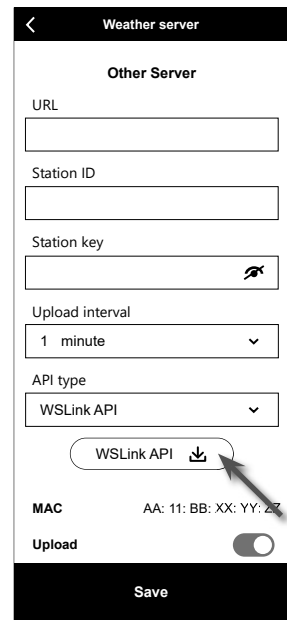 Weather server
Other Server
URL
Station ID
Station key
Upload interval
1 minute
API type
WSLink API
WSLink API
MAC AA: 11: BB: XX: YY: ZZ
Upload
Save